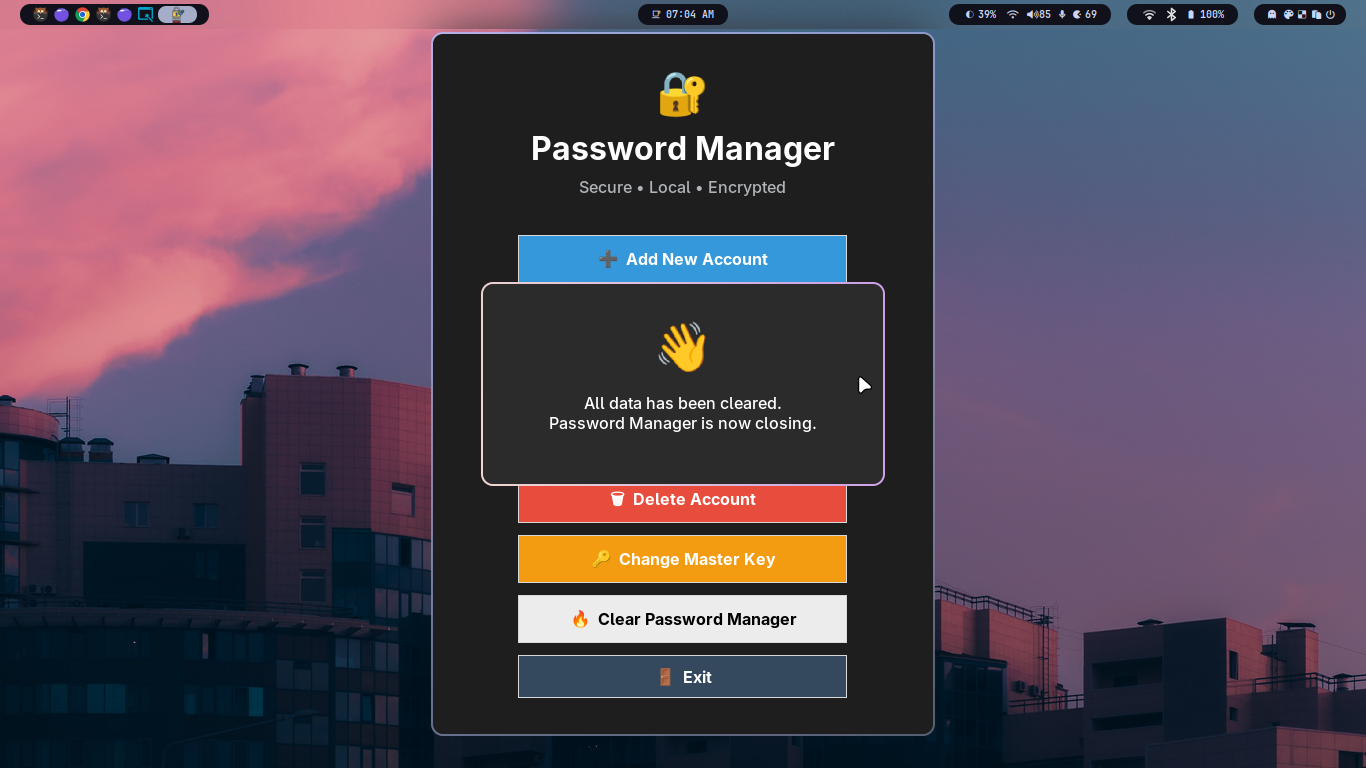 07:04 AM
39%
85
69
100%
Password Manager
Secure • Local • Encrypted
Add New Account
All data has been cleared.
Password Manager is now closing.
Delete Account
Change Master Key
Clear Password Manager
Exit